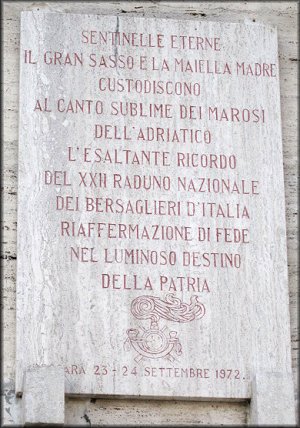 SENTINELLE ETERNE
IL GRAN SASSO E LA MAIELLA MADRE
CUSTODISCONO
AL CANTO SUBLIME DEI MAROSI
DELL'ADRIATICO
L'ESALTANTE RICORDO
DEL XXII RADUNO NAZIONALE
DEI BERSAGLIERI D'ITALIA
RIAFFERMAZIONE DI FEDE
NEL LUMINOSO DESTINO
DELLA PATRIA
23-24 SETTEMBRE 1972